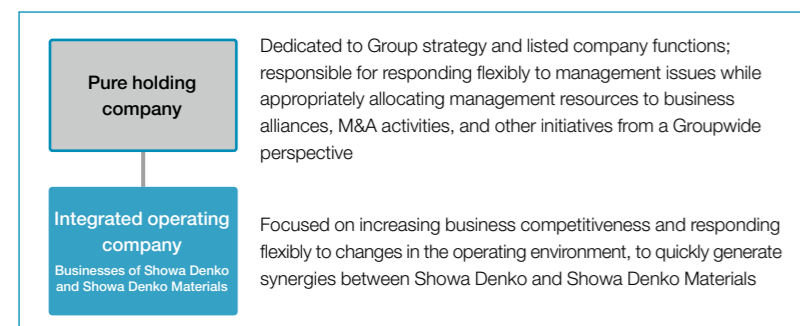 Pure holding
company
Dedicated to Group strategy and listed company functions;
responsible for responding flexibly to management issues while
appropriately allocating management resources to business
alliances, M&A activities, and other initiatives from a Groupwide
perspective
Integrated operating
company
Businesses of Showa Denko
and Showa Denko Materials
Focused on increasing business competitiveness and responding
flexibly to changes in the operating environment, to quickly generate
synergies between Showa Denko and Showa Denko Materials